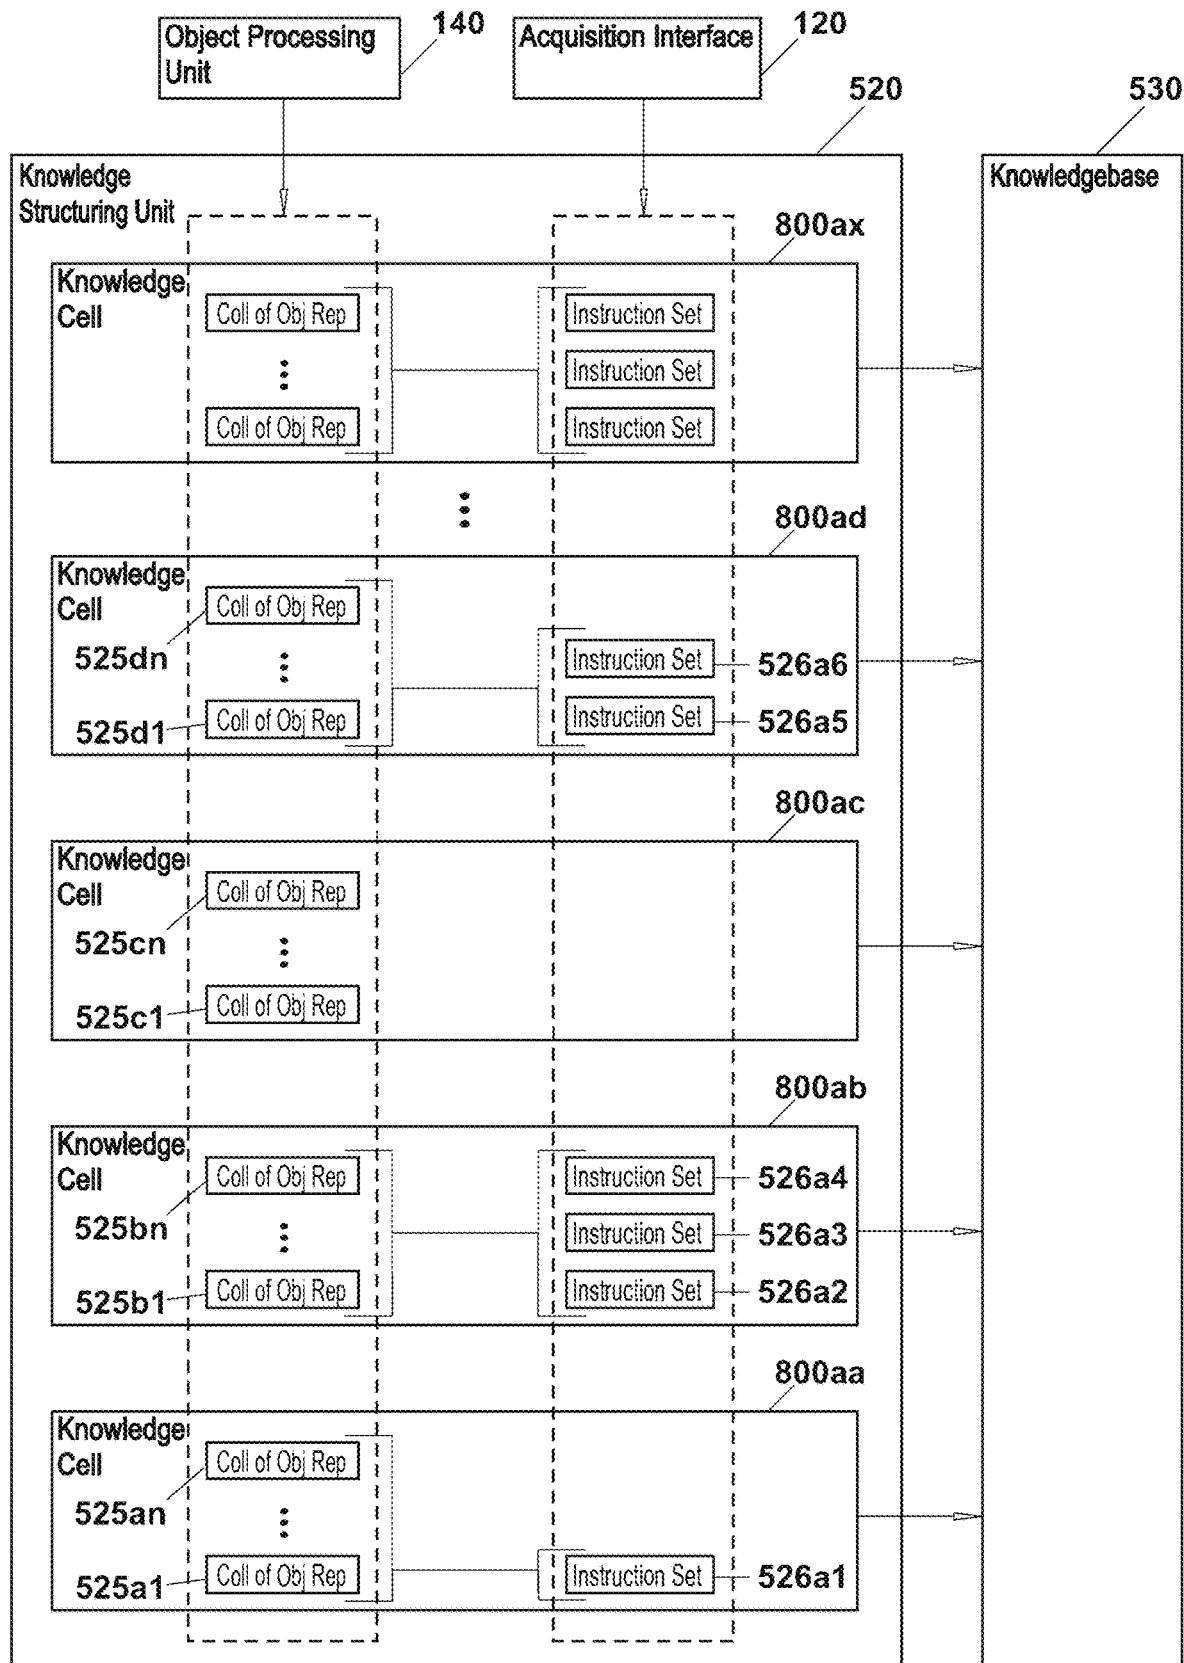 Object Processing
Unit
140
Acquisition Interface
120
520
530
Knowledge
Structuring Unit
Knowledgebase
800ax
Knowledge
Cell
Coll of Obj Rep
Coll of Obj Rep
Instruction Set
Instruction Set
Instruction Set
800ad
Knowledge
Cell
Coll of Obj Rep
525dn
Coll of Obj Rep
525d1
Instruction Set
526a6
Instruction Set
526a5
800ac
Knowledge
Cell
Coll of Obj Rep
525cn
Coll of Obj Rep
525c1
800ab
Knowledge
Cell
Coll of Obj Rep
525bn
Coll of Obj Rep
525b1
Instruction Set
526a4
Instruction Set
526a3
Instruction Set
526a2
800aa
Knowledge
Cell
Coll of Obj Rep
525an
Coll of Obj Rep
525a1
Instruction Set
526a1